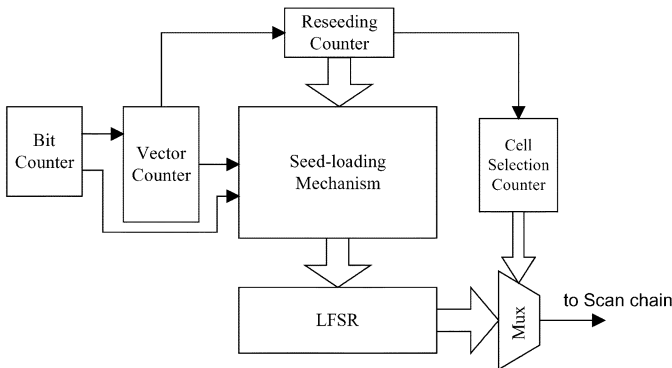 Reseeding
Counter
Bit
Counter
Vector
Counter
Seed-loading
Mechanism
Cell
Selection
Counter
LFSR
Mux
to Scan chain